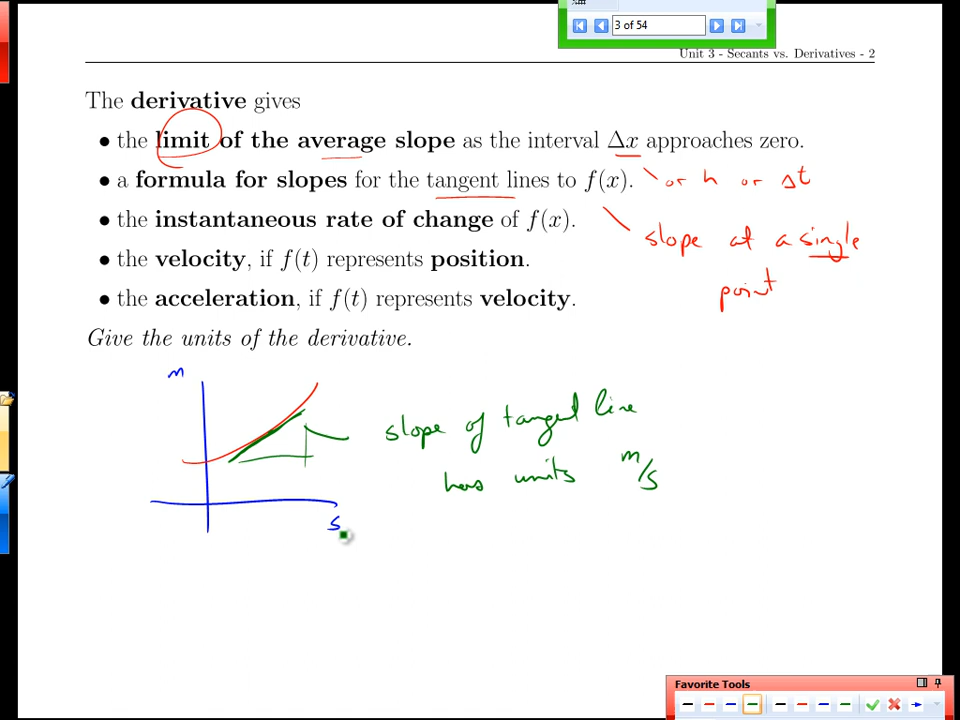 3 of 54
Unit 3 - Secants vs. Derivatives - 2
The derivative gives
• the limit of the average slope as the interval Δx approaches zero.
• a formula for slopes for the tangent lines to f(x).
or h or Δt
• the instantaneous rate of change of f(x).
slope at a single
point
• the velocity, if f(t) represents position.
• the acceleration, if f(t) represents velocity.
Give the units of the derivative.
m
slope of tangent line
has units m/s
s
Favorite Tools